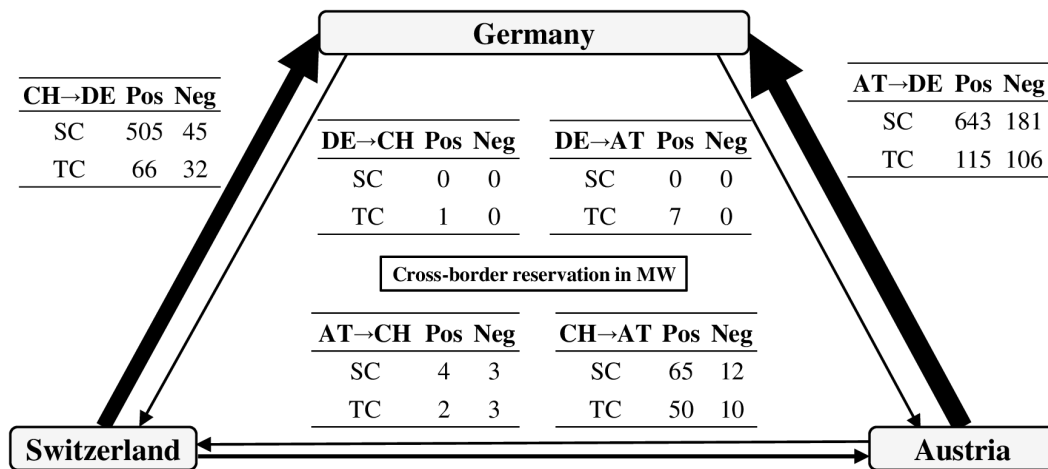 Germany
CH→DE Pos Neg
SC 505 45
TC 66 32
AT→DE Pos Neg
SC 643 181
TC 115 106
DE→CH Pos Neg
SC 0 0
TC 1 0
DE→AT Pos Neg
SC 0 0
TC 7 0
Cross-border reservation in MW
AT→CH Pos Neg
SC 4 3
TC 2 3
CH→AT Pos Neg
SC 65 12
TC 50 10
Switzerland
Austria